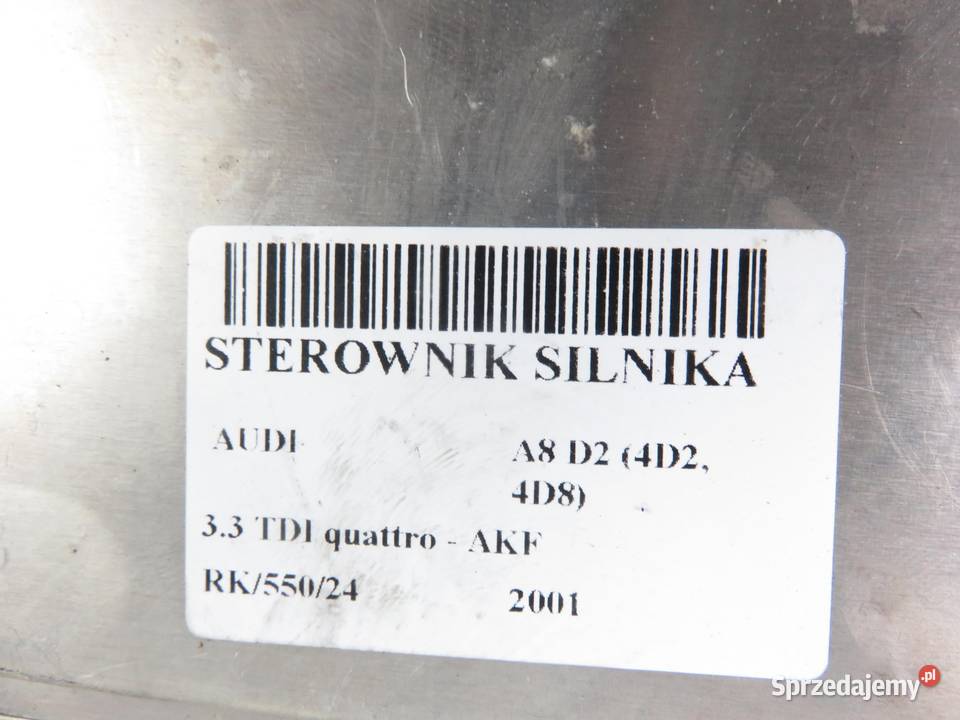 STEROWNIK SILNIKA
AUDI
A8 D2 (4D2,
4D8)
3.3 TDI quattro - AKF
RK/550/24
2001
Sprzedajemy.pl